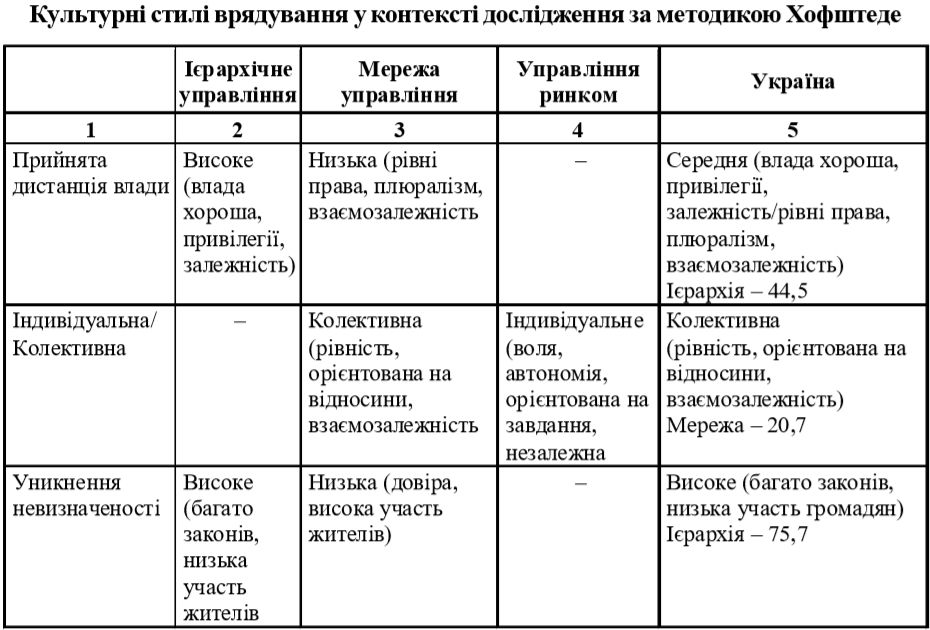 Культурні стилі врядування у контексті дослідження за методикою Хофштеде
Ієрархічне
управління
Мережа
управління
Управління
ринком
Україна
1
2
3
4
5
Прийнята
дистанція влади
Високе
(влада
хороша,
привілегії,
залежність)
Низька (рівні
права, плюралізм,
взаємозалежність
–
Середня (влада хороша,
привілегії,
залежність/рівні права,
плюралізм,
взаємозалежність)
Ієрархія – 44,5
Індивідуальна/
Колективна
–
Колективна
(рівність,
орієнтована на
відносини,
взаємозалежність
Індивідуальне
(воля,
автономія,
орієнтована на
завдання,
незалежна
Колективна
(рівність, орієнтована на
відносини,
взаємозалежність)
Мережа – 20,7
Уникнення
невизначеності
Високе
(багато
законів,
низька
участь
жителів
Низька (довіра,
висока участь
жителів)
–
Високе (багато законів,
низька участь громадян)
Ієрархія – 75,7